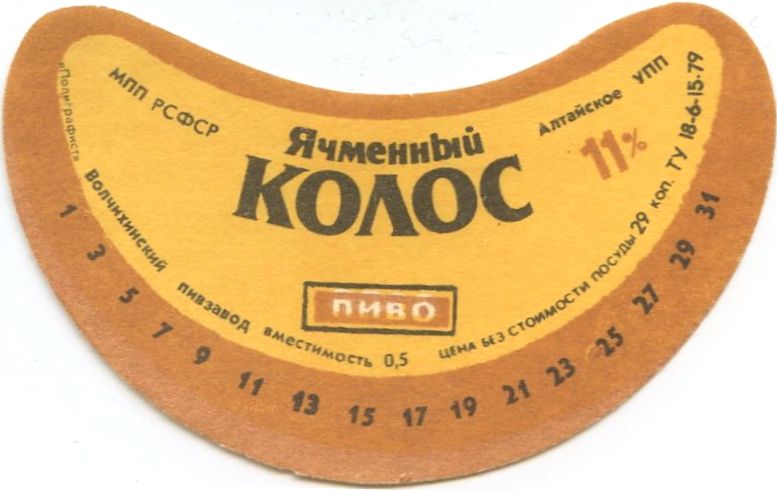 МПП РСФСР
Алтайское УПП
"Полиграфист"
Ячменный
КОЛОС
11%
ПИВО
Волчихинский пивзавод вместимость 0,5 ЦЕНА БЕЗ СТОИМОСТИ ПОСУДЫ 29 коп. ТУ 18-6-15-79
1 3 5 7 9 11 13 15 17 19 21 23 25 27 29 31